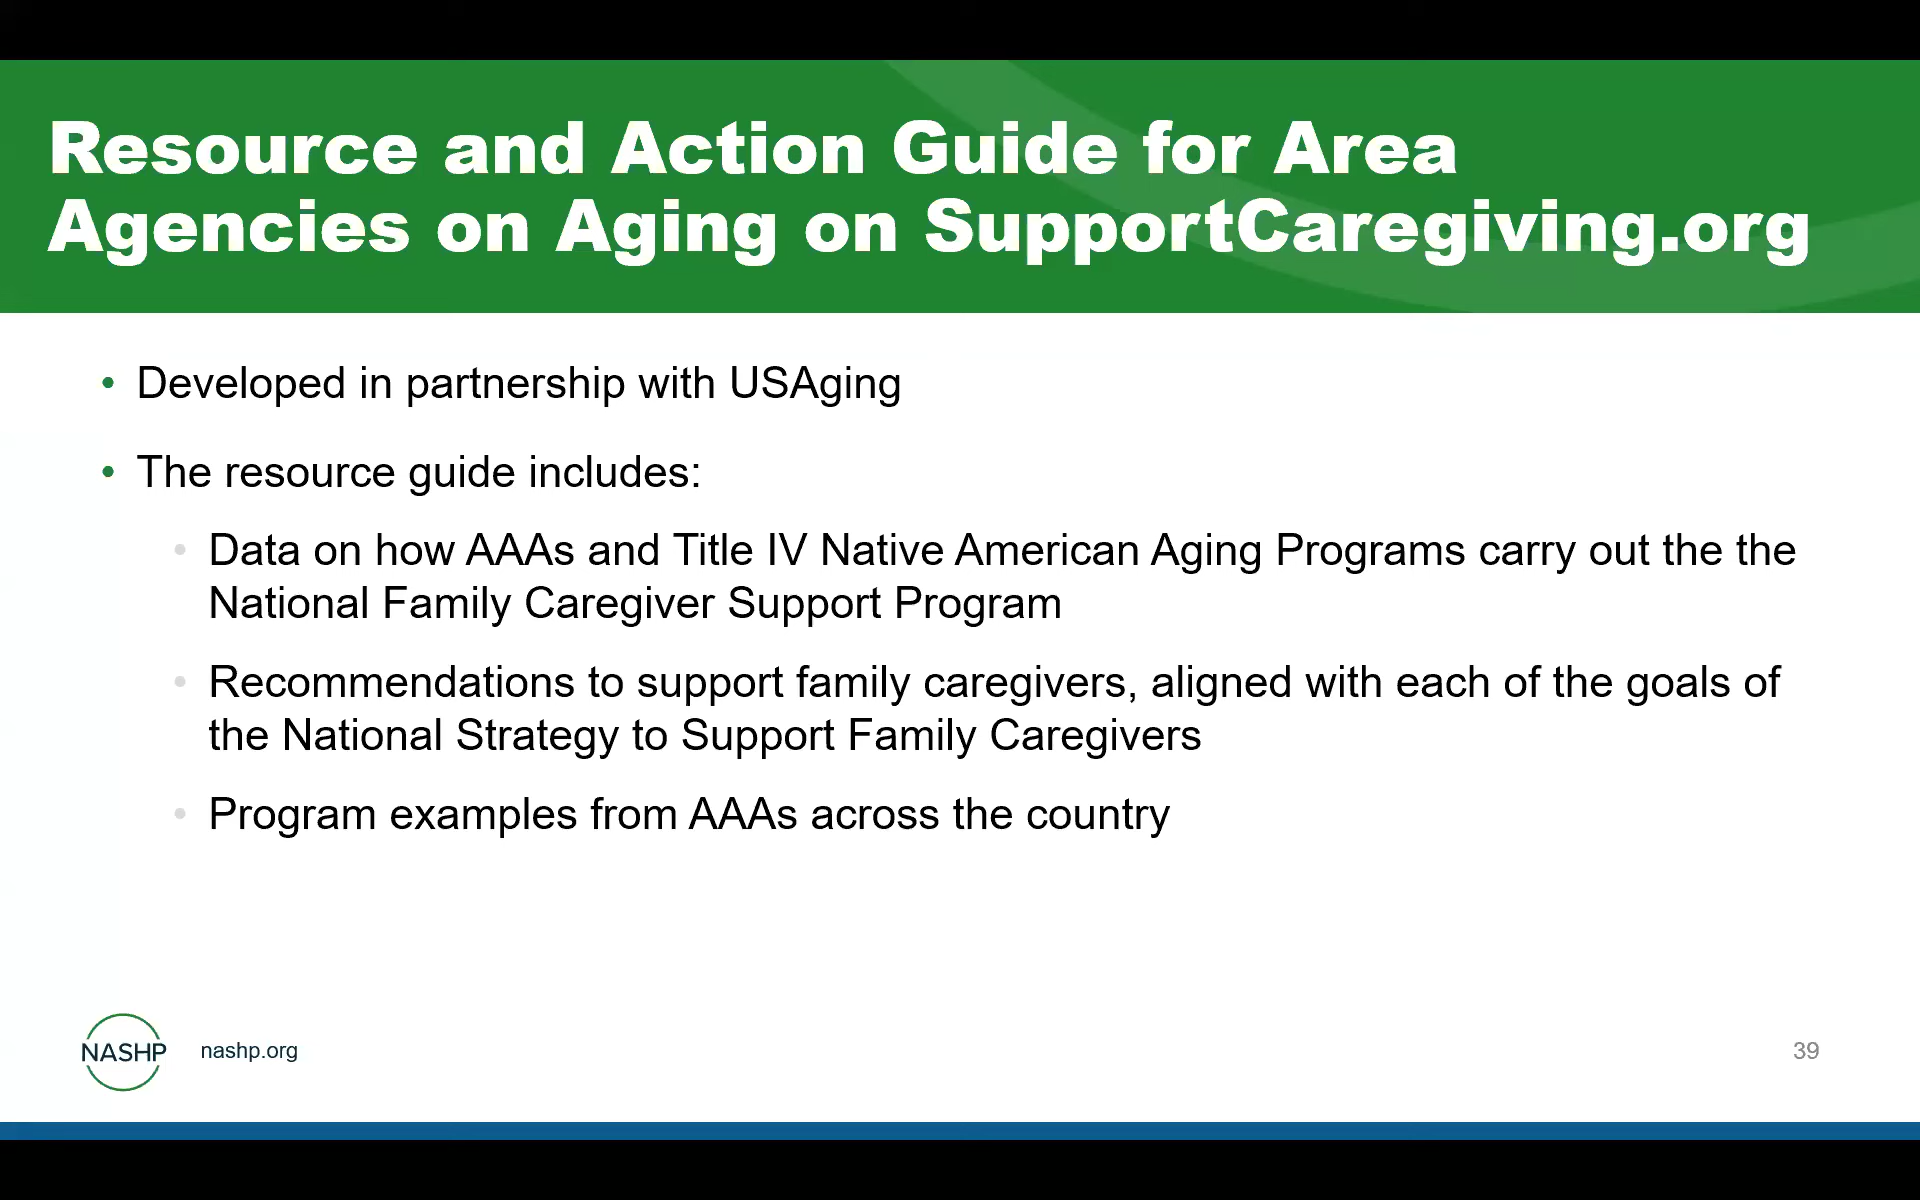 Resource and Action Guide for Area
Agencies on Aging on SupportCaregiving.org
• Developed in partnership with USAging
• The resource guide includes:
• Data on how AAAs and Title IV Native American Aging Programs carry out the the
National Family Caregiver Support Program
• Recommendations to support family caregivers, aligned with each of the goals of
the National Strategy to Support Family Caregivers
• Program examples from AAAs across the country
NASHP
nashp.org
39